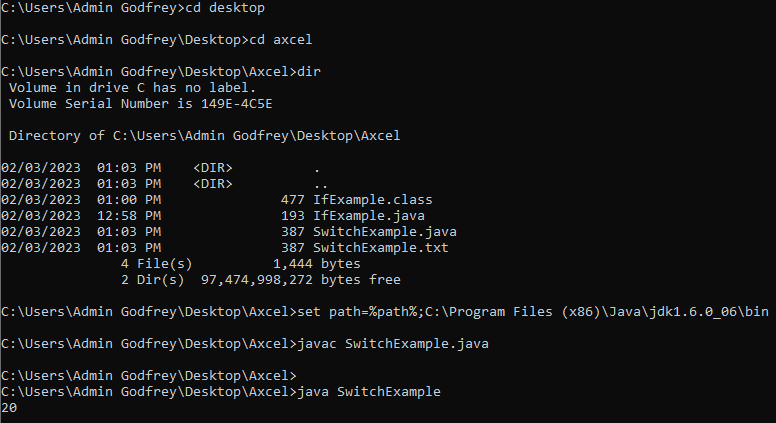 C:\Users\Admin Godfrey>cd desktop
C:\Users\Admin Godfrey\Desktop>cd axcel
C:\Users\Admin Godfrey\Desktop\Axcel>dir
 Volume in drive C has no label.
 Volume Serial Number is 149E-4C5E
 Directory of C:\Users\Admin Godfrey\Desktop\Axcel
02/03/2023  01:03 PM    <DIR>          .
02/03/2023  01:03 PM    <DIR>          ..
02/03/2023  01:00 PM               477 IfExample.class
02/03/2023  12:58 PM               193 IfExample.java
02/03/2023  01:03 PM               387 SwitchExample.java
02/03/2023  01:03 PM               387 SwitchExample.txt
               4 File(s)          1,444 bytes
               2 Dir(s)  97,474,998,272 bytes free
C:\Users\Admin Godfrey\Desktop\Axcel>set path=%path%;C:\Program Files (x86)\Java\jdk1.6.0_06\bin
C:\Users\Admin Godfrey\Desktop\Axcel>javac SwitchExample.java
C:\Users\Admin Godfrey\Desktop\Axcel>
C:\Users\Admin Godfrey\Desktop\Axcel>java SwitchExample
20